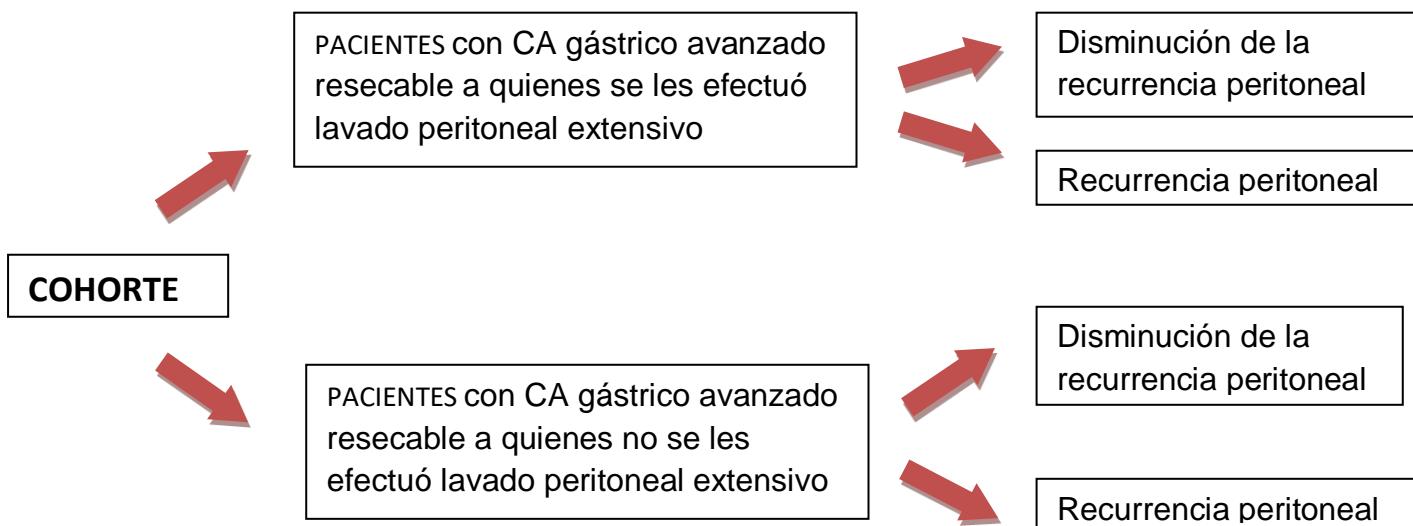 PACIENTES con CA gástrico avanzado
resecable a quienes se les efectuó
lavado peritoneal extensivo
Disminución de la
recurrencia peritoneal
Recurrencia peritoneal
COHORTE
PACIENTES con CA gástrico avanzado
resecable a quienes no se les
efectuó lavado peritoneal extensivo
Disminución de la
recurrencia peritoneal
Recurrencia peritoneal